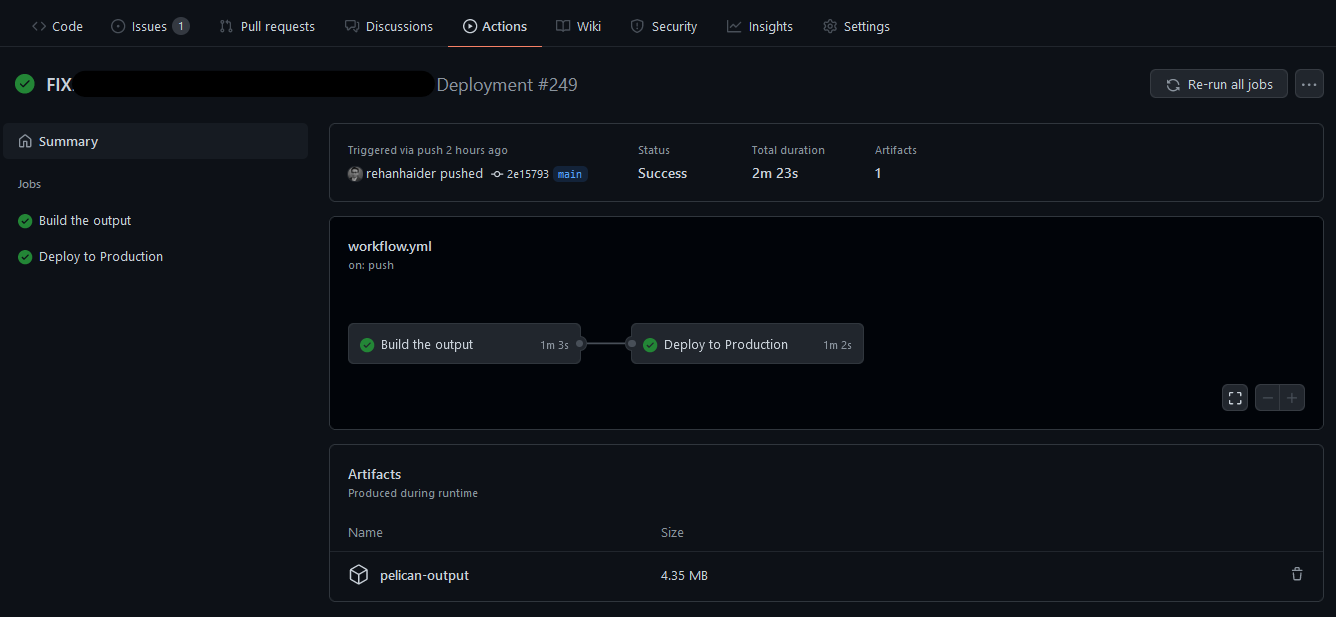 Code Issues 1 Pull requests Discussions Actions Wiki Security Insights Settings
FIX Deployment #249 Re-run all jobs
Summary
Jobs
Build the output
Deploy to Production
Triggered via push 2 hours ago
rehanhaider pushed 2e15793 main
Status
Success
Total duration
2m 23s
Artifacts
1
workflow.yml
on: push
Build the output 1m 3s
Deploy to Production 1m 2s
Artifacts
Produced during runtime
Name Size
pelican-output 4.35 MB